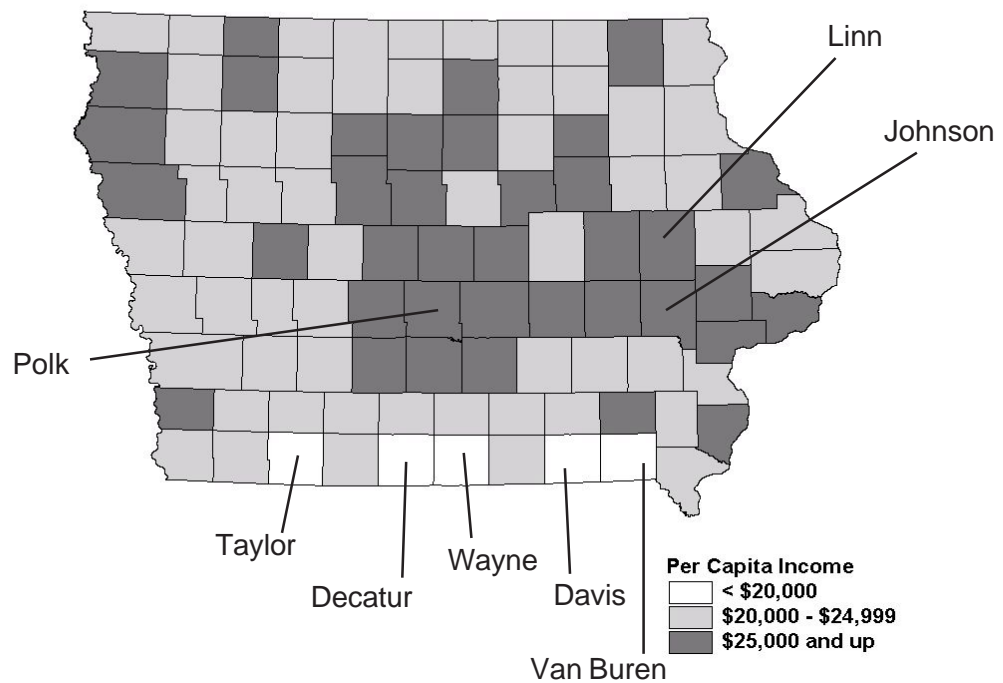 Linn
Johnson
Polk
Taylor
Decatur
Wayne
Davis
Van Buren
Per Capita Income
< $20,000
$20,000 - $24,999
$25,000 and up